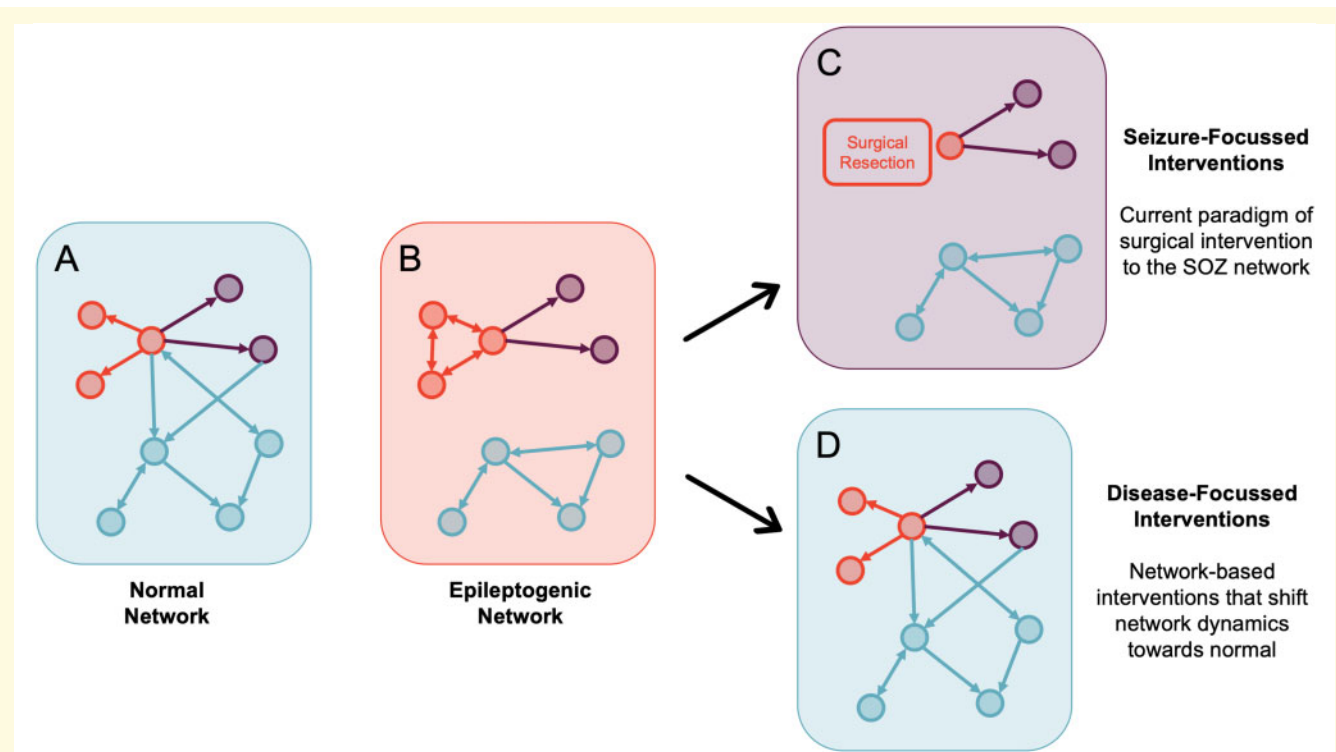 A
Normal
Network
B
Epileptogenic
Network
C
Surgical
Resection
Seizure-Focussed
Interventions
Current paradigm of
surgical intervention
to the SOZ network
D
Disease-Focussed
Interventions
Network-based
interventions that shift
network dynamics
towards normal